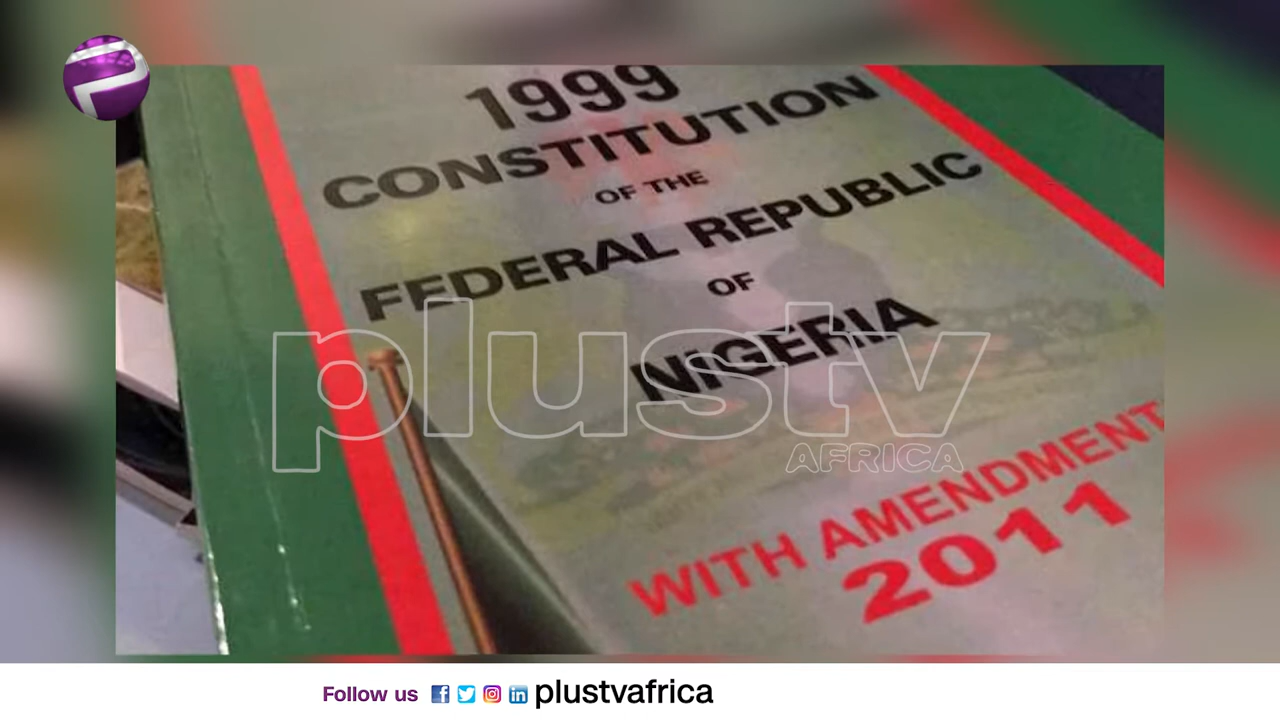 1999
CONSTITUTION
OF THE
FEDERAL REPUBLIC
OF
NIGERIA
plustv
AFRICA
WITH AMENDMENT
2011
Follow us plustvafrica